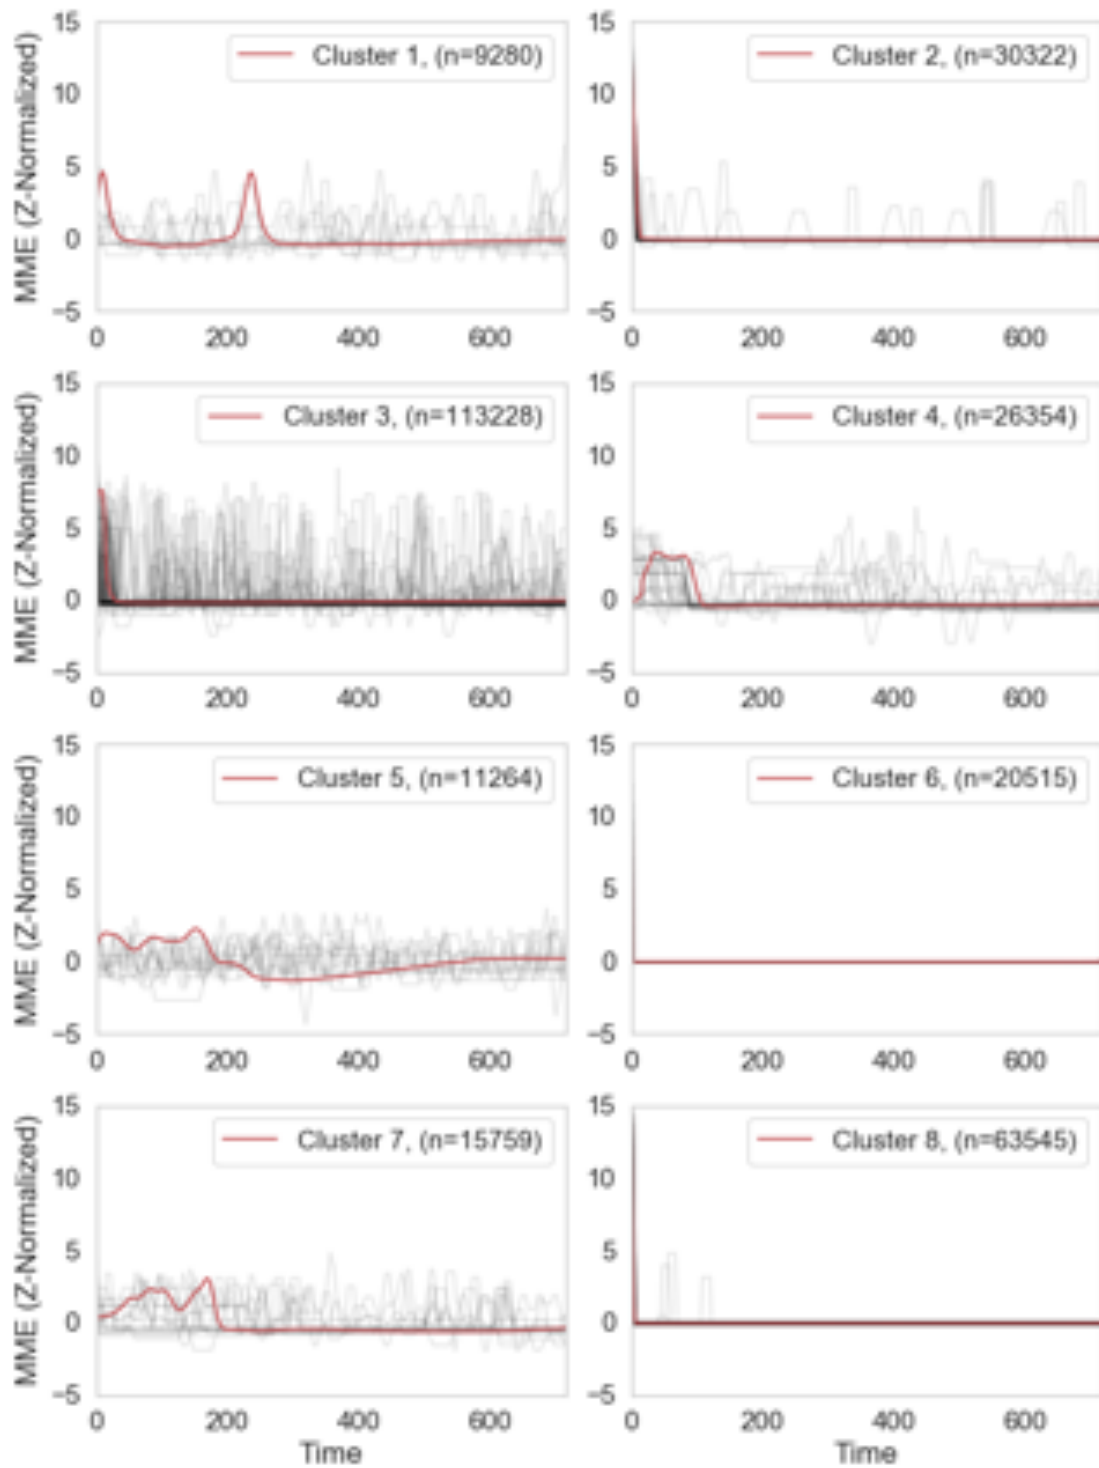 MME (Z-Normalized)
15
10
5
0
−5
Cluster 1, (n=9280)
0 200 400 600
15
10
5
0
−5
Cluster 2, (n=30322)
0 200 400 600
MME (Z-Normalized)
15
10
5
0
−5
Cluster 3, (n=113228)
0 200 400 600
15
10
5
0
−5
Cluster 4, (n=26354)
0 200 400 600
MME (Z-Normalized)
15
10
5
0
−5
Cluster 5, (n=11264)
0 200 400 600
15
10
5
0
−5
Cluster 6, (n=20515)
0 200 400 600
MME (Z-Normalized)
15
10
5
0
−5
Cluster 7, (n=15759)
0 200 400 600
Time
15
10
5
0
−5
Cluster 8, (n=63545)
0 200 400 600
Time